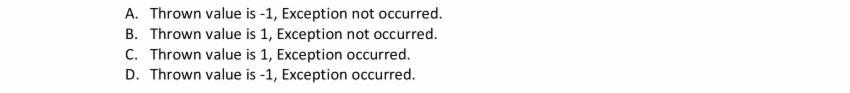 A. Thrown value is -1, Exception not occurred.
B. Thrown value is 1, Exception not occurred.
C. Thrown value is 1, Exception occurred.
D. Thrown value is -1, Exception occurred.